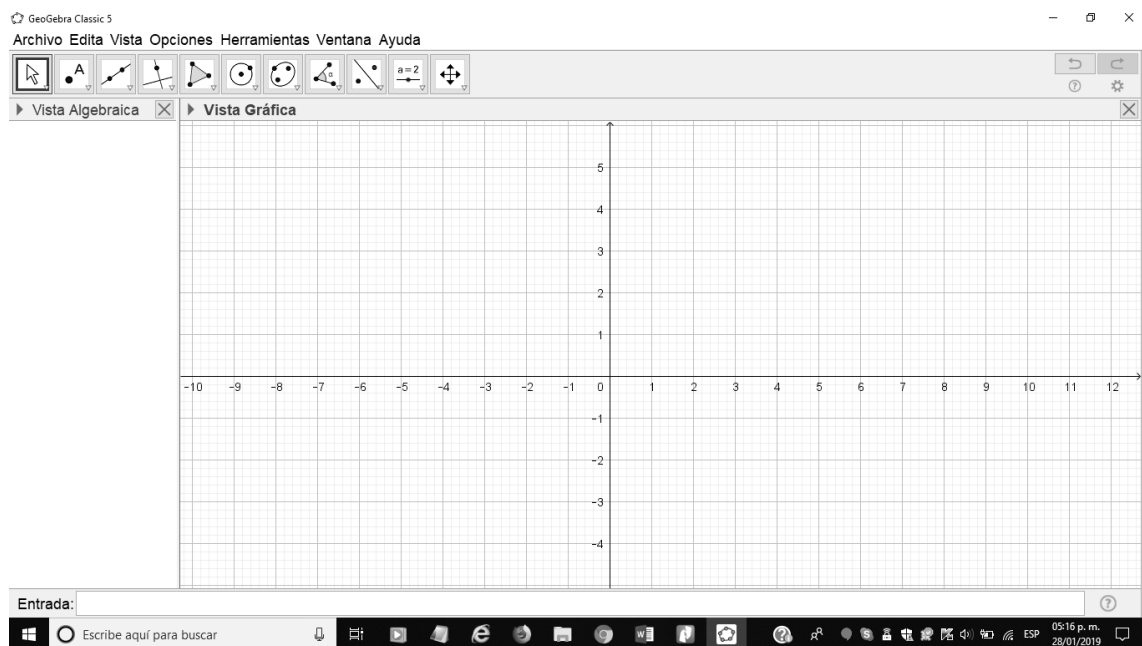 GeoGebra Classic 5
Archivo Edita Vista Opciones Herramientas Ventana Ayuda
A
α
a=2
Vista Algebraica
Vista Gráfica
5
4
3
2
1
-10 -9 -8 -7 -6 -5 -4 -3 -2 -1 0 1 2 3 4 5 6 7 8 9 10 11 12
-1
-2
-3
-4
Entrada:
Escribe aquí para buscar
ESP
05:16 p. m.
28/01/2019